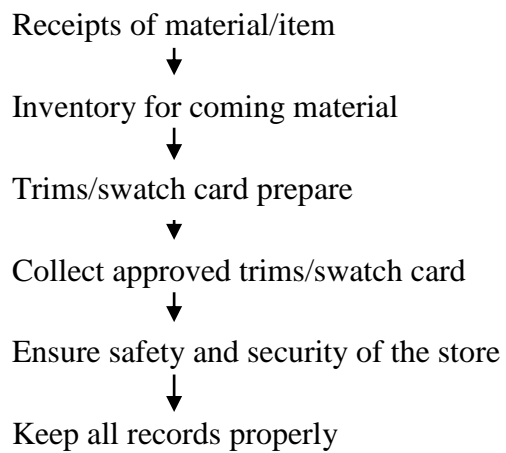 Receipts of material/item
Inventory for coming material
Trims/swatch card prepare
Collect approved trims/swatch card
Ensure safety and security of the store
Keep all records properly